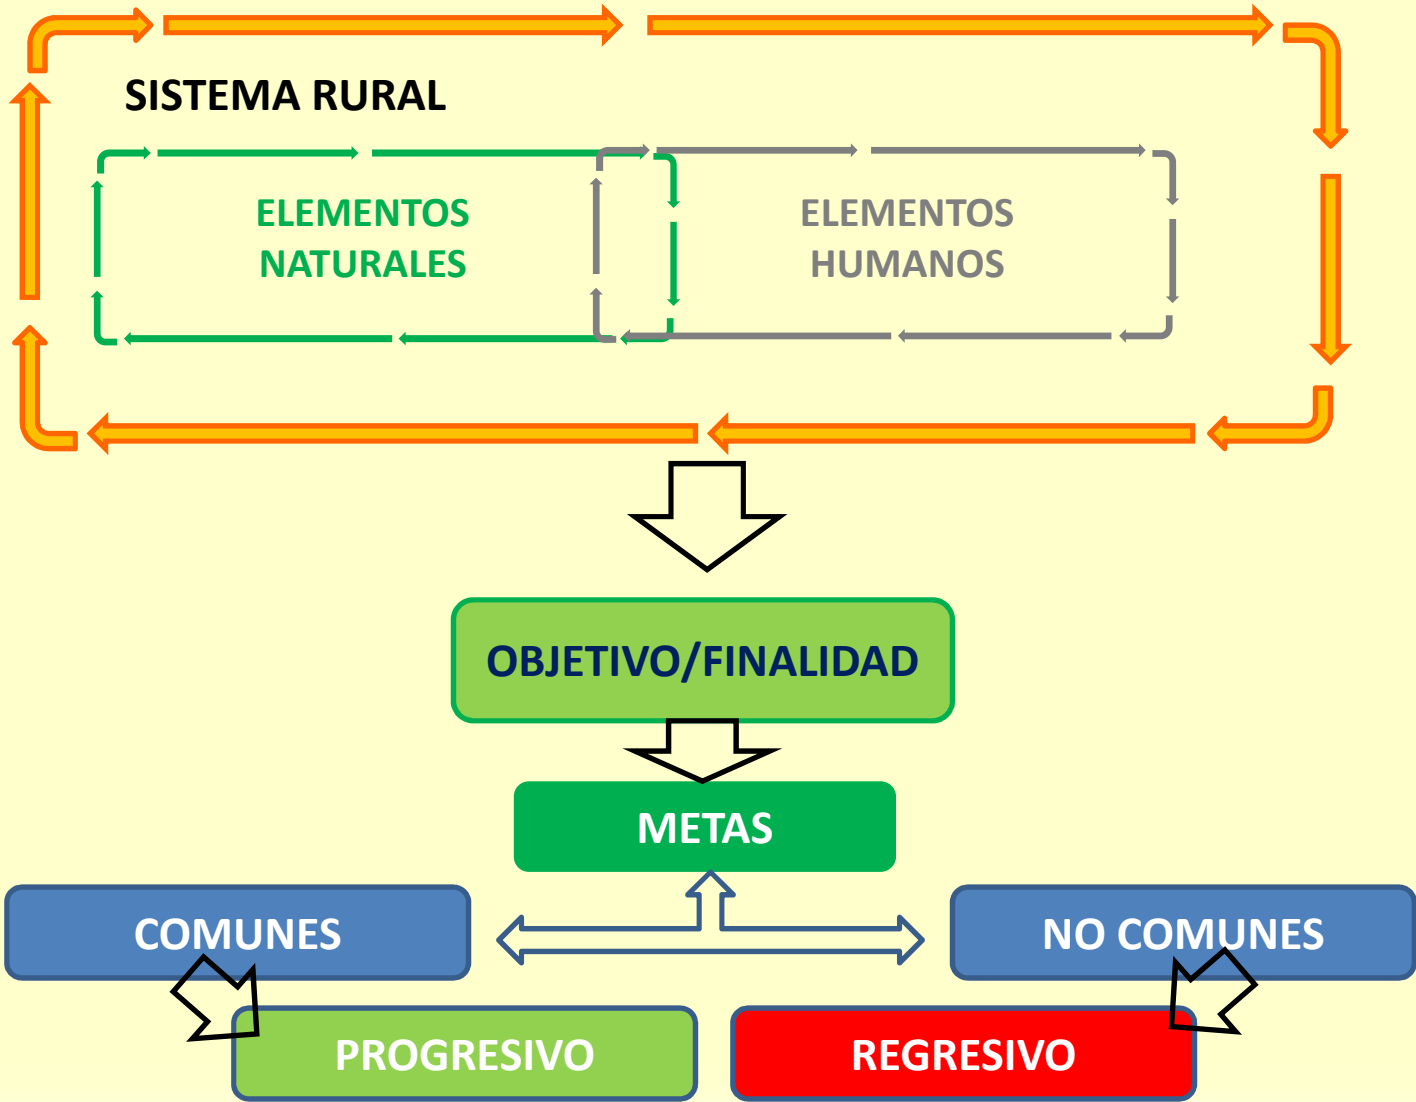 SISTEMA RURAL
ELEMENTOS
NATURALES
ELEMENTOS
HUMANOS
OBJETIVO/FINALIDAD
METAS
COMUNES
NO COMUNES
PROGRESIVO
REGRESIVO